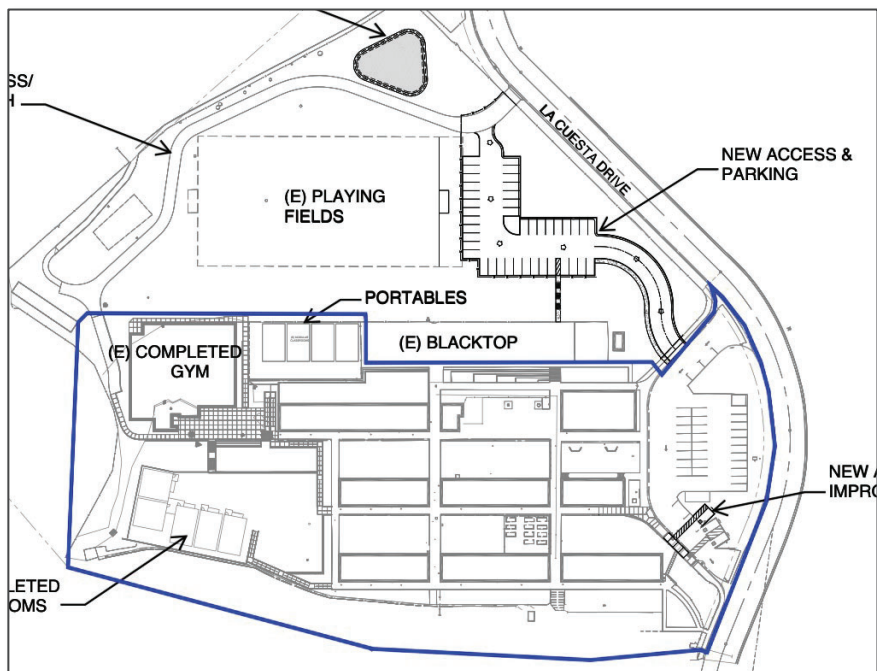 SS/
H
LA CUESTA DRIVE
NEW ACCESS &
PARKING
(E) PLAYING
FIELDS
PORTABLES
(E) COMPLETED
GYM
(E) BLACKTOP
NEW A
IMPRO
LETED
OMS